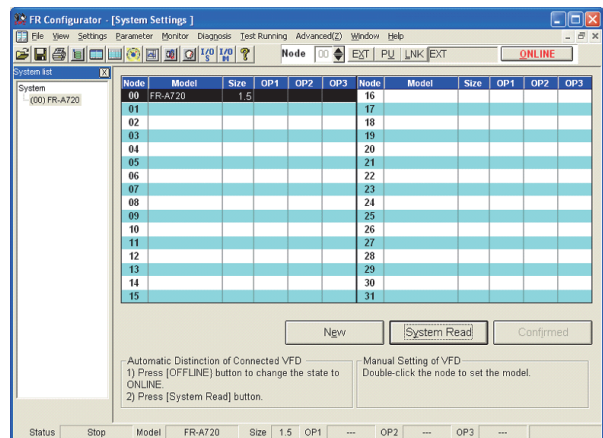 FR Configurator - [System Settings ]
File View Settings Parameter Monitor Diagnosis Test Running Advanced(Z) Window Help
I/O S I/O M ? Node 00 EXT PU LNK EXT ONLINE
System list
System
(00) FR-A720
Node Model Size OP1 OP2 OP3 Node Model Size OP1 OP2 OP3
00 FR-A720 1.5 16
01 17
02 18
03 19
04 20
05 21
06 22
07 23
08 24
09 25
10 26
11 27
12 28
13 29
14 30
15 31
New System Read Confirmed
Automatic Distinction of Connected VFD
1) Press [OFFLINE] button to change the state to
ONLINE.
2) Press [System Read] button.
Manual Setting of VFD
Double-click the node to set the model.
Status Stop Model FR-A720 Size 1.5 OP1 --- OP2 --- OP3 ---